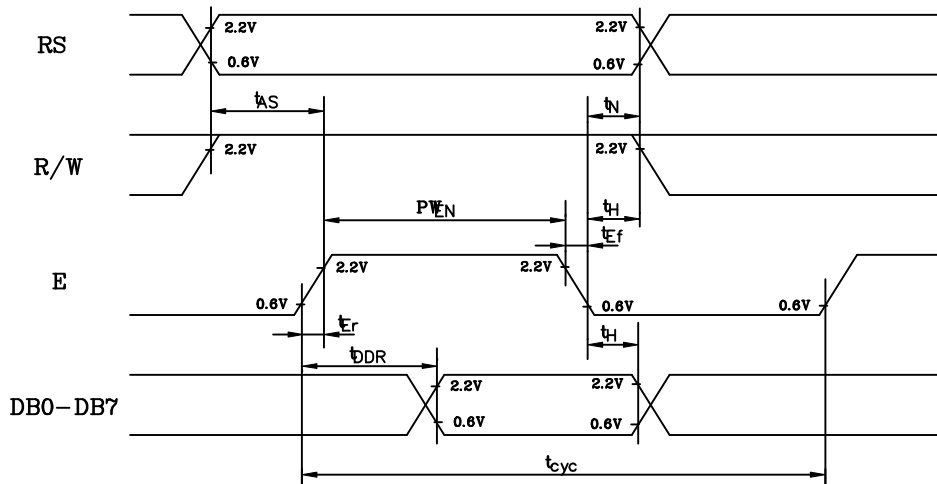 RS
2.2V
2.2V
0.6V
0.6V
tAS
tN
R/W
2.2V
2.2V
PWEN
tH
tEf
E
2.2V
2.2V
0.6V
0.6V
0.6V
tEr
tH
tDDR
DB0-DB7
2.2V
2.2V
0.6V
0.6V
tcyc